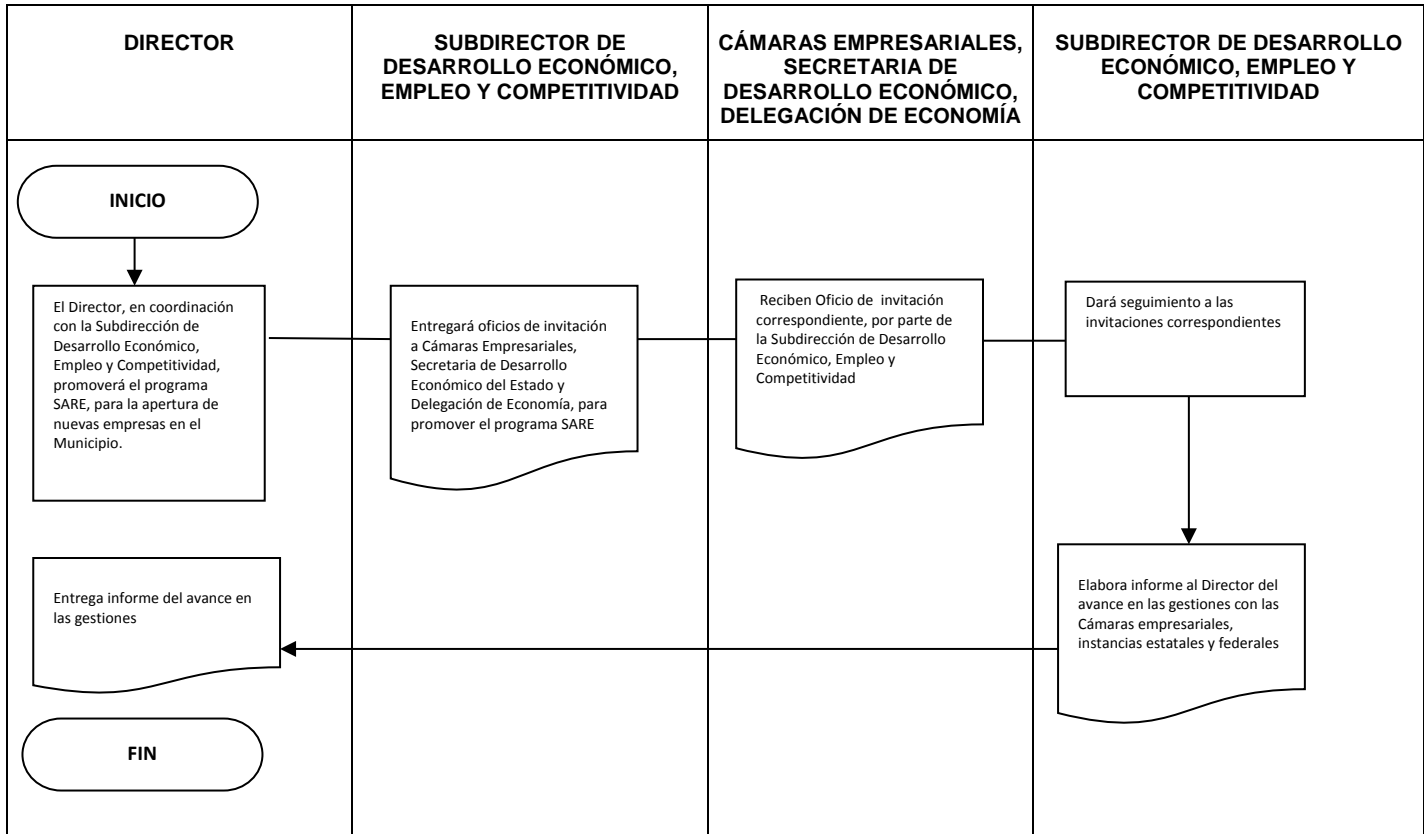 DIRECTOR
SUBDIRECTOR DE
DESARROLLO ECONÓMICO,
EMPLEO Y COMPETITIVIDAD
CÁMARAS EMPRESARIALES,
SECRETARIA DE
DESARROLLO ECONÓMICO,
DELEGACIÓN DE ECONOMÍA
SUBDIRECTOR DE DESARROLLO
ECONÓMICO, EMPLEO Y
COMPETITIVIDAD
INICIO
El Director, en coordinación
con la Subdirección de
Desarrollo Económico,
Empleo y Competitividad,
promoverá el programa
SARE, para la apertura de
nuevas empresas en el
Municipio.
Entregará oficios de invitación
a Cámaras Empresariales,
Secretaria de Desarrollo
Económico del Estado y
Delegación de Economía, para
promover el programa SARE
Reciben Oficio de invitación
correspondiente, por parte de
la Subdirección de Desarrollo
Económico, Empleo y
Competitividad
Dará seguimiento a las
invitaciones correspondientes
Elabora informe al Director del
avance en las gestiones con las
Cámaras empresariales,
instancias estatales y federales
Entrega informe del avance en
las gestiones
FIN